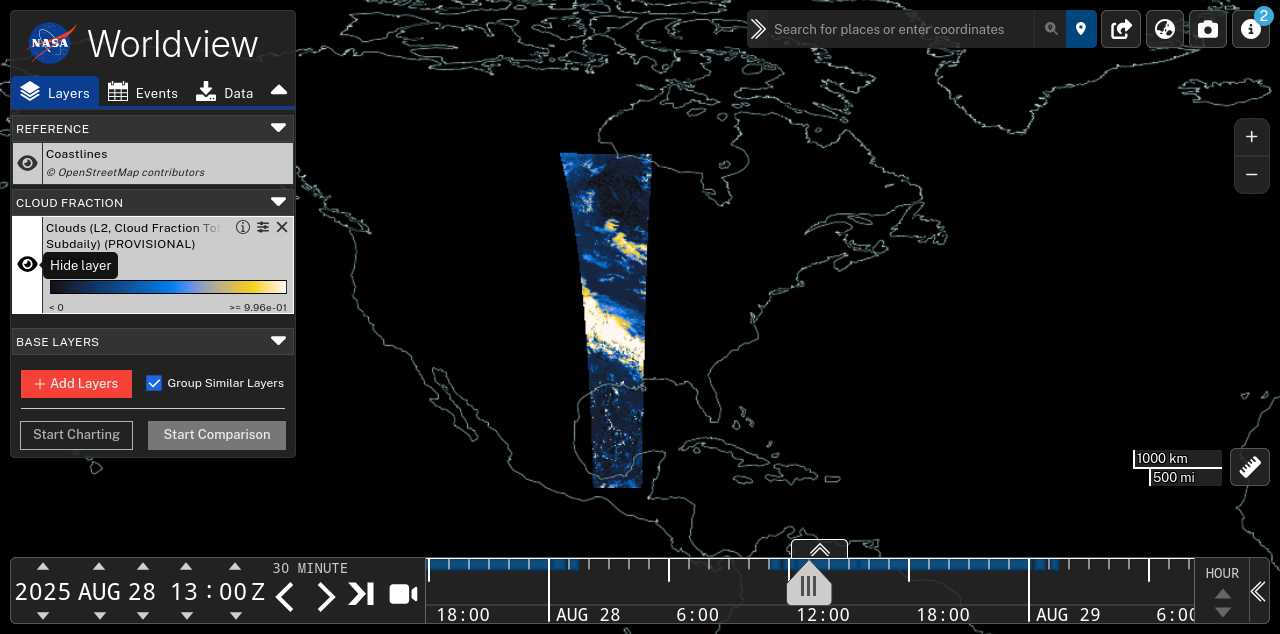 NASA
Worldview
Search for places or enter coordinates
2
Layers
Events
Data
REFERENCE
Coastlines
© OpenStreetMap contributors
CLOUD FRACTION
Clouds (L2, Cloud Fraction
Subdaily) (PROVISIONAL)
Hide layer
< 0
>= 9.96e-01
BASE LAYERS
+ Add Layers
Group Similar Layers
Start Charting
Start Comparison
+
−
1000 km
500 mi
2025 AUG 28 13 : 00 Z
30 MINUTE
18:00
AUG 28
6:00
12:00
18:00
AUG 29
6:00
HOUR